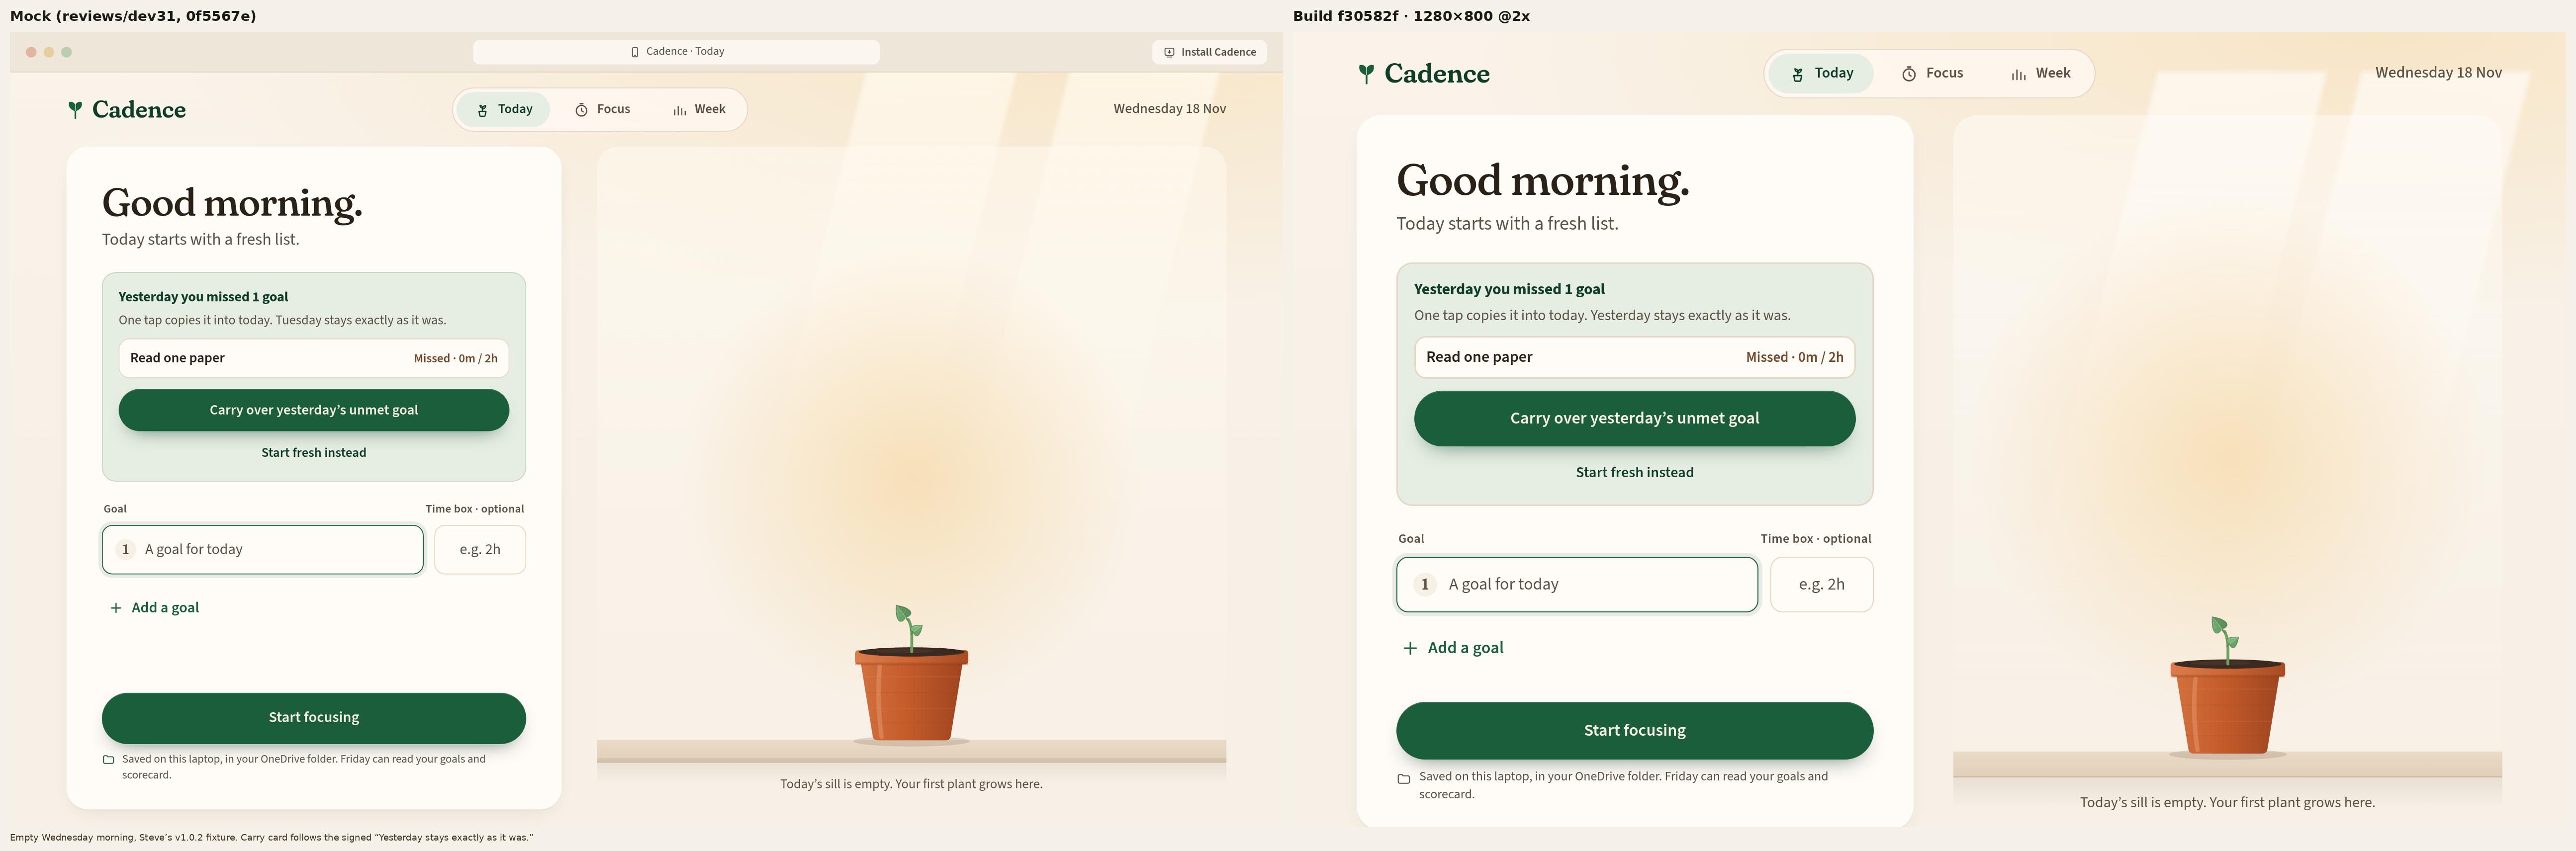 Mock (reviews/dev31, 0f5567e)
Cadence · Today
Install Cadence
Cadence
Today
Focus
Week
Wednesday 18 Nov
Good morning.
Today starts with a fresh list.
Yesterday you missed 1 goal
One tap copies it into today. Tuesday stays exactly as it was.
Read one paper
Missed · 0m / 2h
Carry over yesterday’s unmet goal
Start fresh instead
Goal
Time box · optional
1
A goal for today
e.g. 2h
Add a goal
Start focusing
Saved on this laptop, in your OneDrive folder. Friday can read your goals and
scorecard.
Today’s sill is empty. Your first plant grows here.
Empty Wednesday morning, Steve’s v1.0.2 fixture. Carry card follows the signed “Yesterday stays exactly as it was.”
Build f30582f · 1280×800 @2x
Cadence
Today
Focus
Week
Wednesday 18 Nov
Good morning.
Today starts with a fresh list.
Yesterday you missed 1 goal
One tap copies it into today. Yesterday stays exactly as it was.
Read one paper
Missed · 0m / 2h
Carry over yesterday’s unmet goal
Start fresh instead
Goal
Time box · optional
1
A goal for today
e.g. 2h
Add a goal
Start focusing
Saved on this laptop, in your OneDrive folder. Friday can read your goals and
scorecard.
Today’s sill is empty. Your first plant grows here.